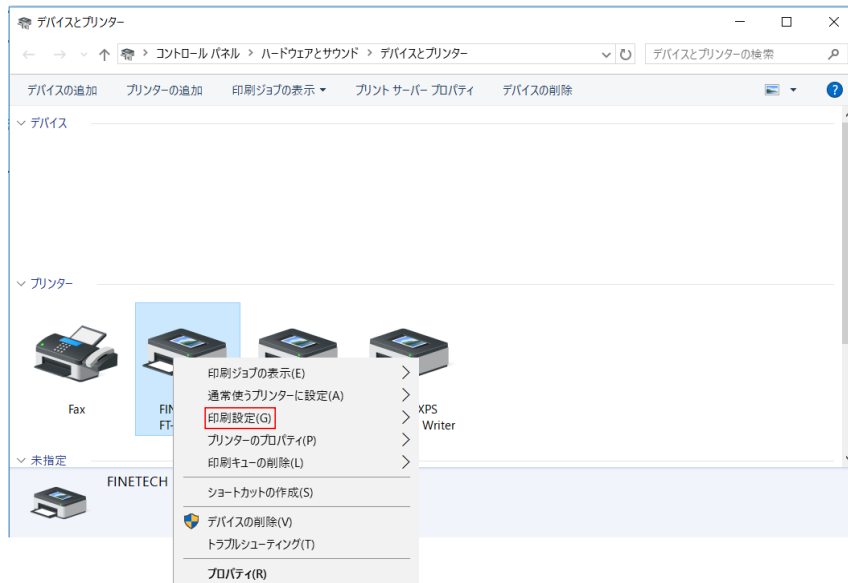 デバイスとプリンター
コントロール パネル > ハードウェアとサウンド > デバイスとプリンター
デバイスとプリンターの検索
デバイスの追加 プリンターの追加 印刷ジョブの表示 プリント サーバー プロパティ デバイスの削除
デバイス
プリンター
Fax
FIN
FT-
XPS
Writer
印刷ジョブの表示(E)
通常使うプリンターに設定(A)
印刷設定(G)
プリンターのプロパティ(P)
印刷キューの削除(L)
ショートカットの作成(S)
デバイスの削除(V)
トラブルシューティング(T)
プロパティ(R)
未指定
FINETECH